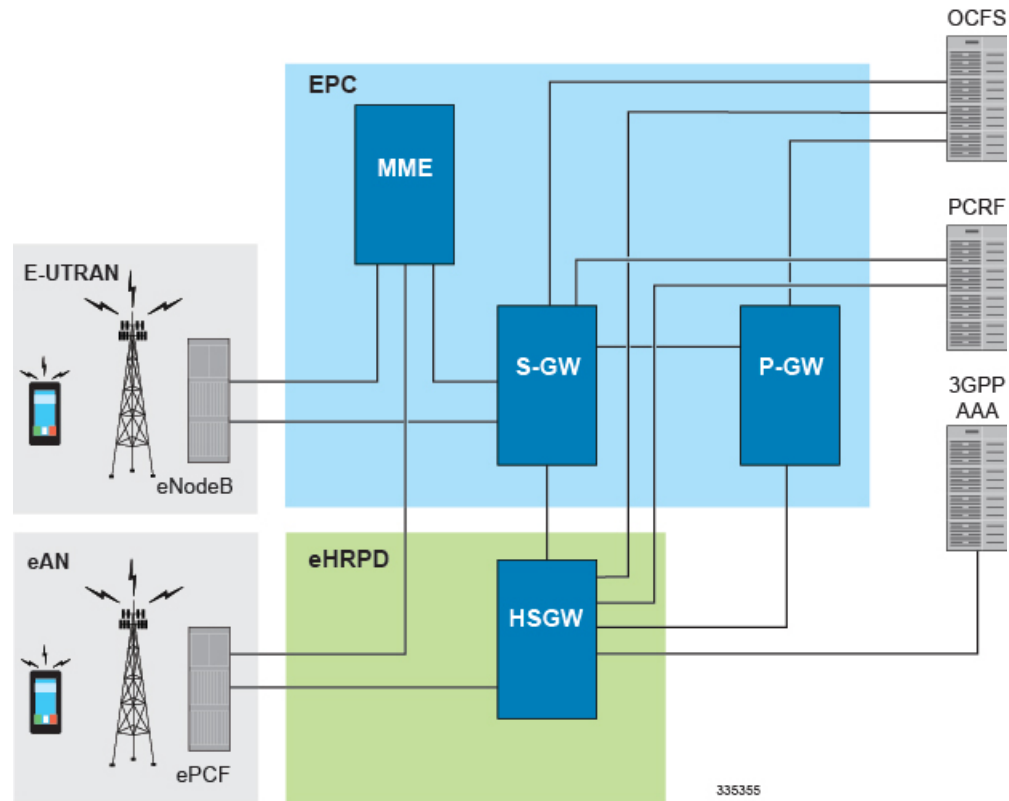 OCFS
EPC
MME
PCRF
E-UTRAN
S-GW
P-GW
3GPP
AAA
eNodeB
eAN
eHRPD
HSGW
ePCF
335355